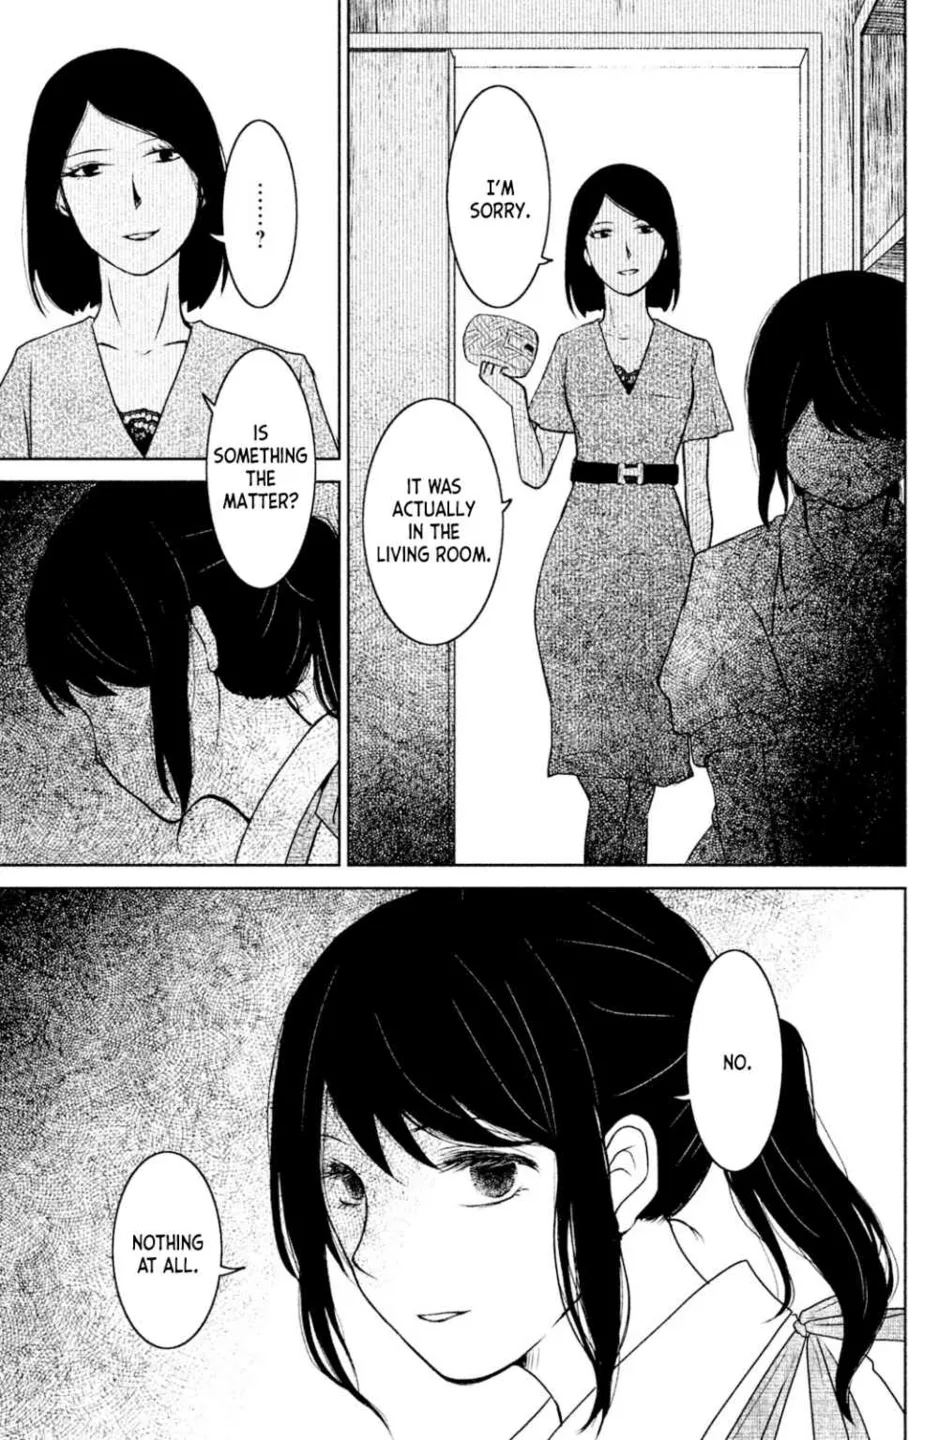 I'M
SORRY.
IT WAS
ACTUALLY
IN THE
LIVING ROOM.
.......?
IS
SOMETHING
THE
MATTER?
NO.
NOTHING
AT ALL.